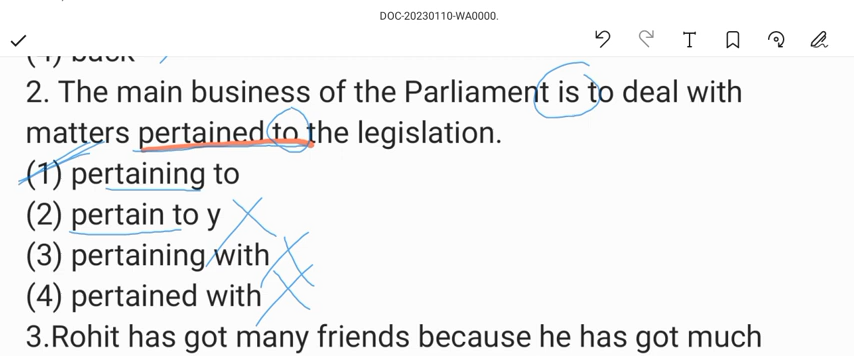 DOC-20230110-WA0000.
(4) back
2. The main business of the Parliament is to deal with
matters pertained to the legislation.
(1) pertaining to
(2) pertain to y
(3) pertaining with
(4) pertained with
3.Rohit has got many friends because he has got much